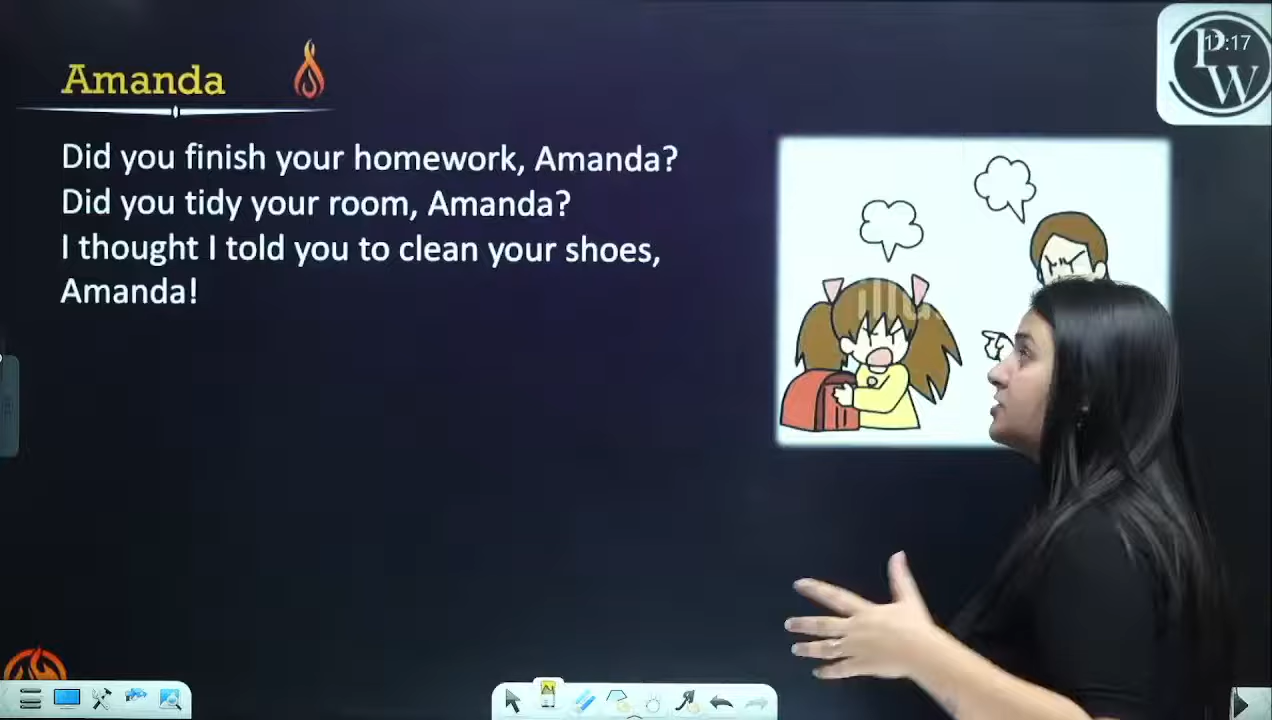 Amanda
Did you finish your homework, Amanda?
Did you tidy your room, Amanda?
I thought I told you to clean your shoes,
Amanda!
PW